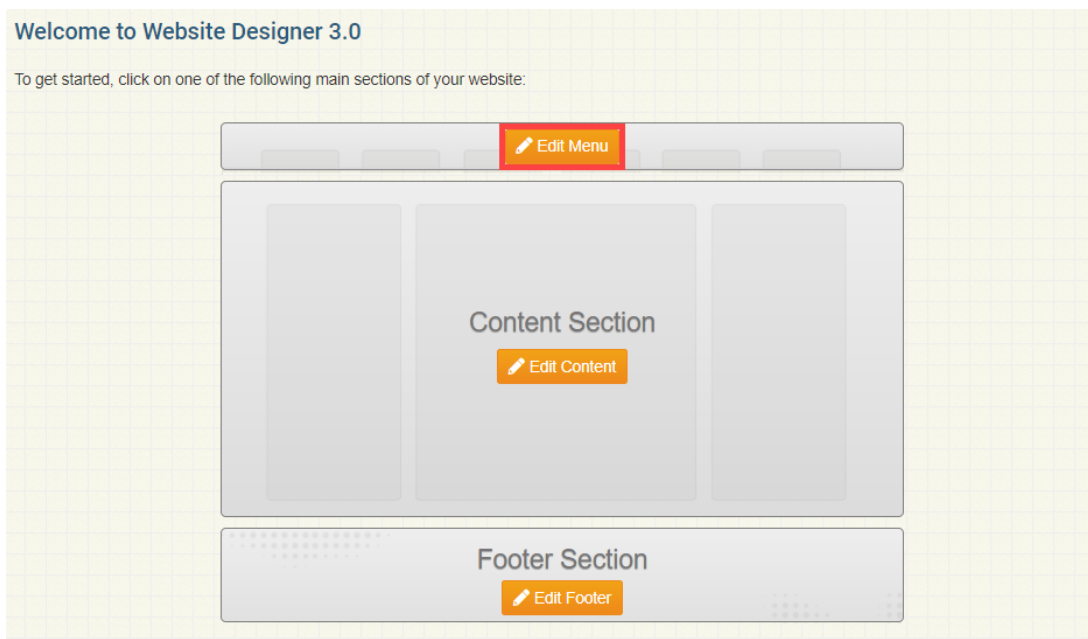 Welcome to Website Designer 3.0
To get started, click on one of the following main sections of your website:
Edit Menu
Content Section
Edit Content
Footer Section
Edit Footer